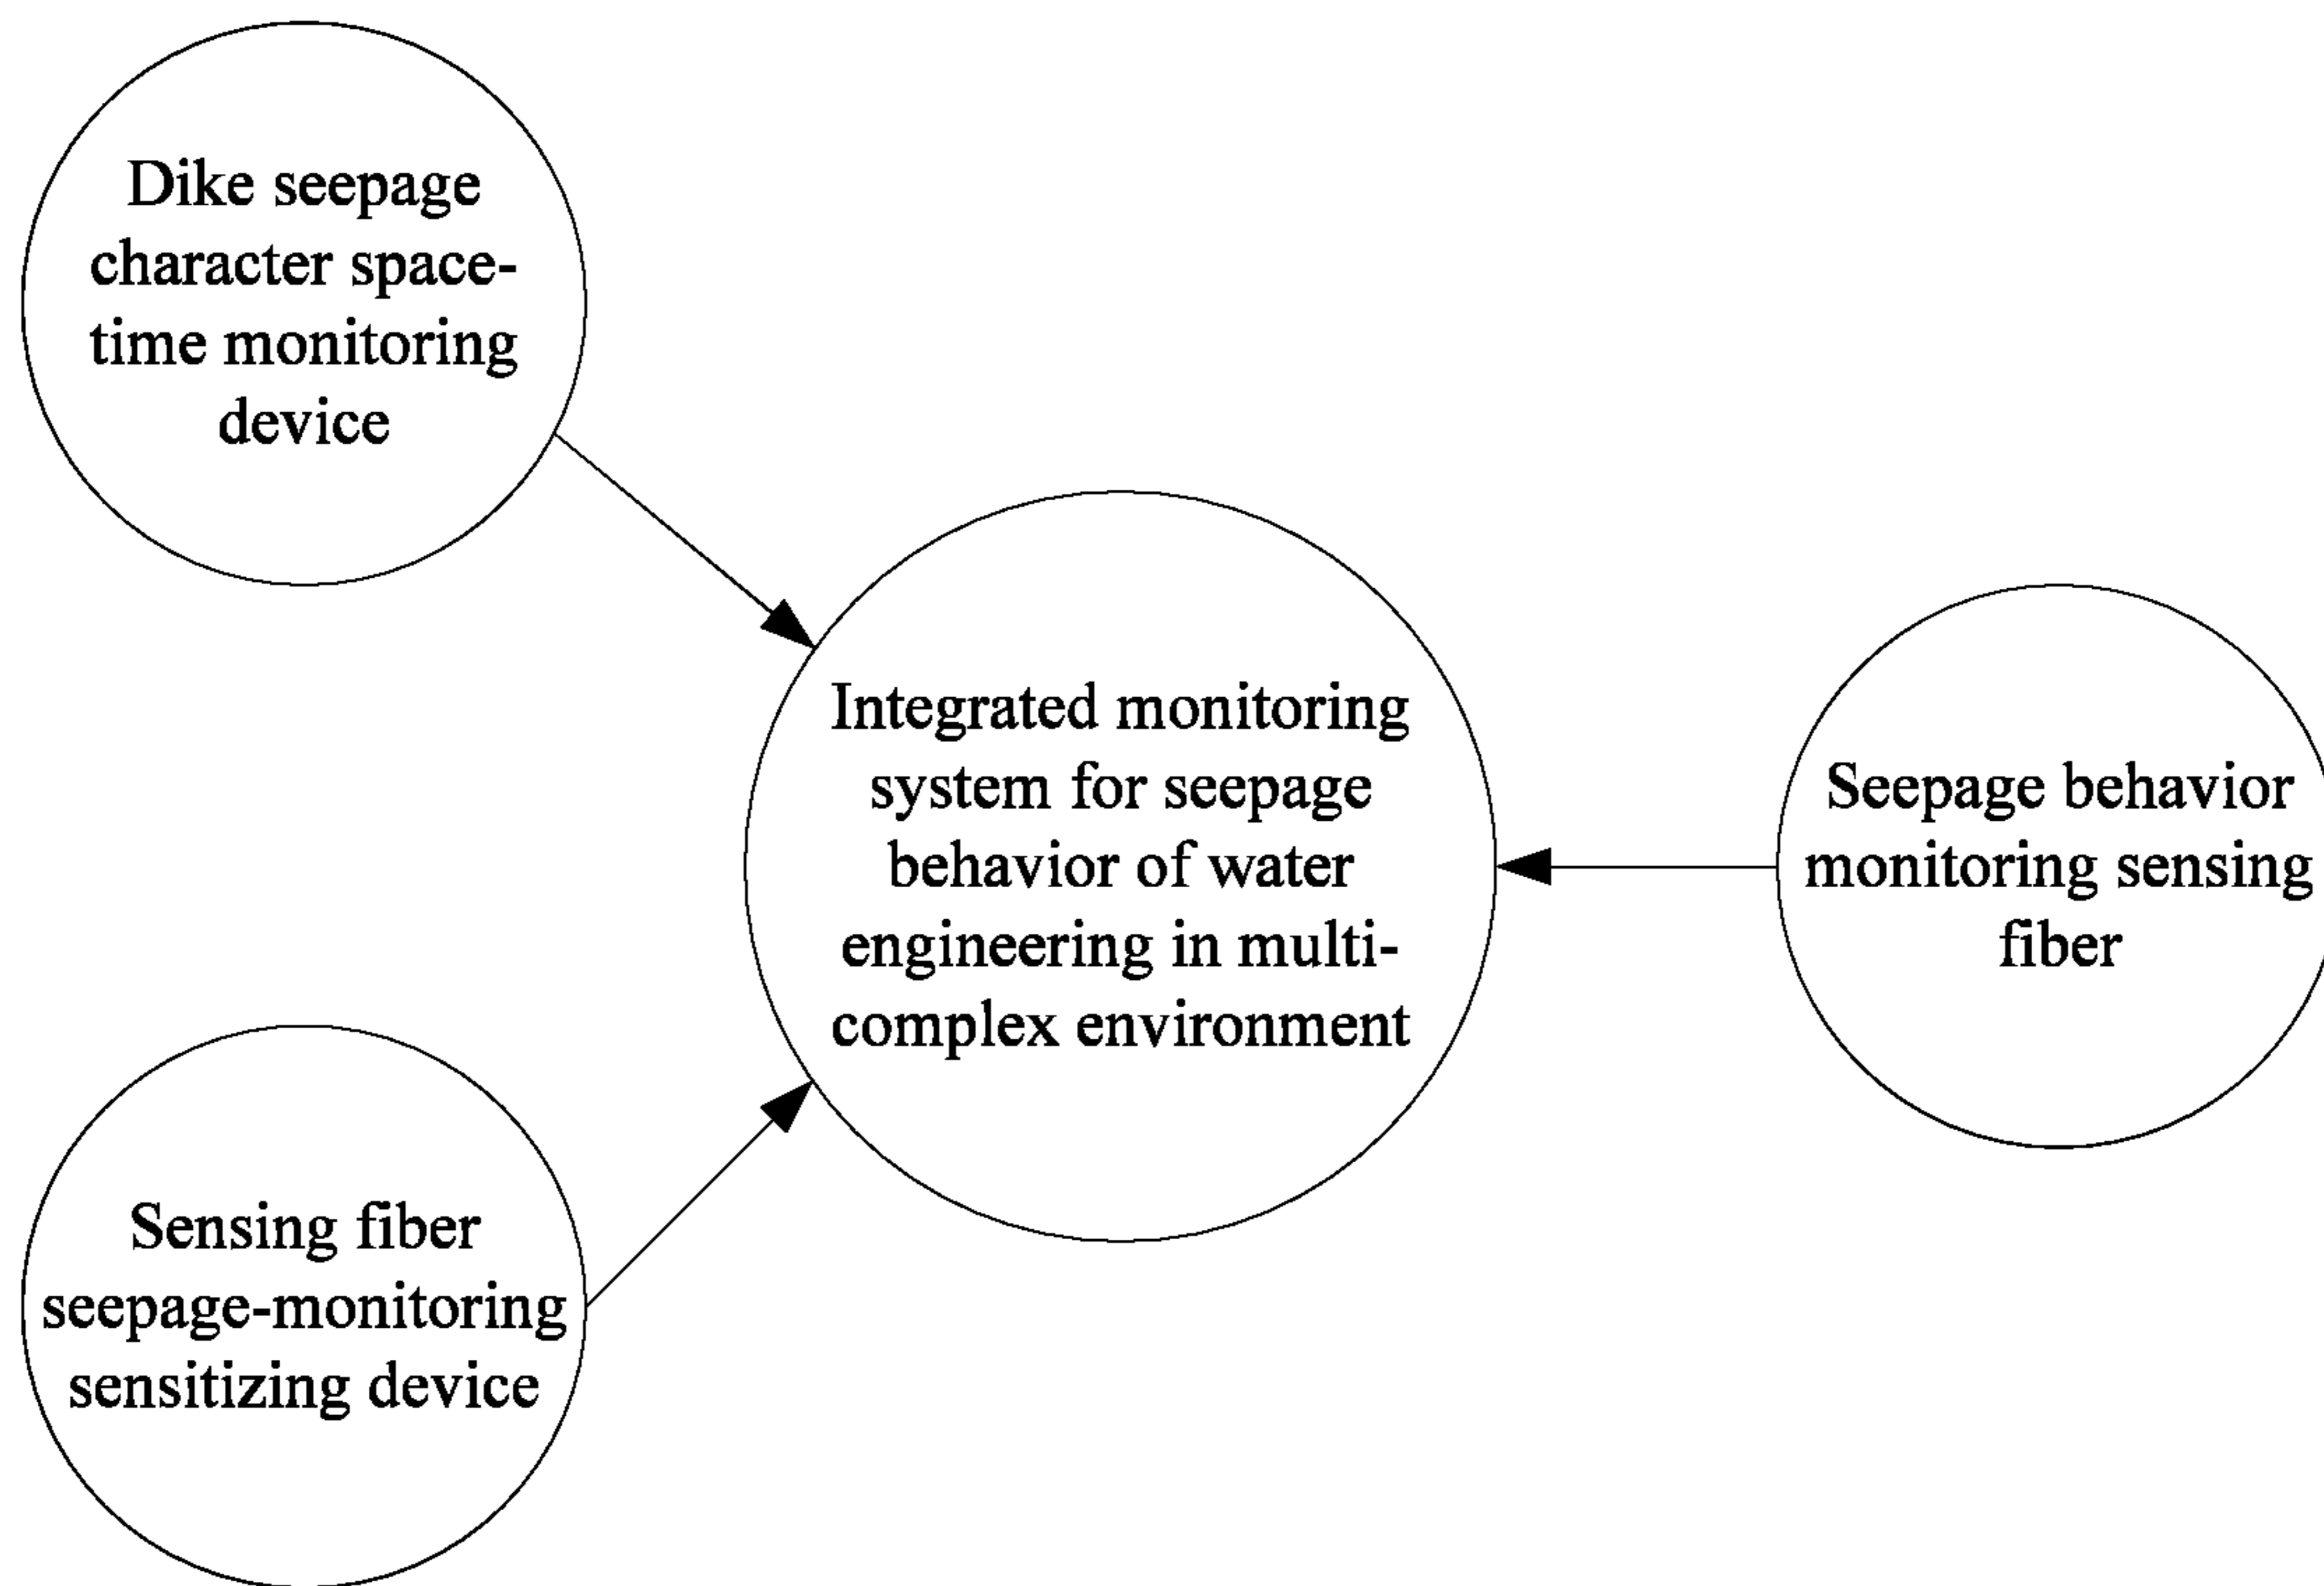 Dike seepage
character space-
time monitoring
device
Integrated monitoring
system for seepage
behavior of water
engineering in multi-
complex environment
Seepage behavior
monitoring sensing
fiber
Sensing fiber
seepage-monitoring
sensitizing device